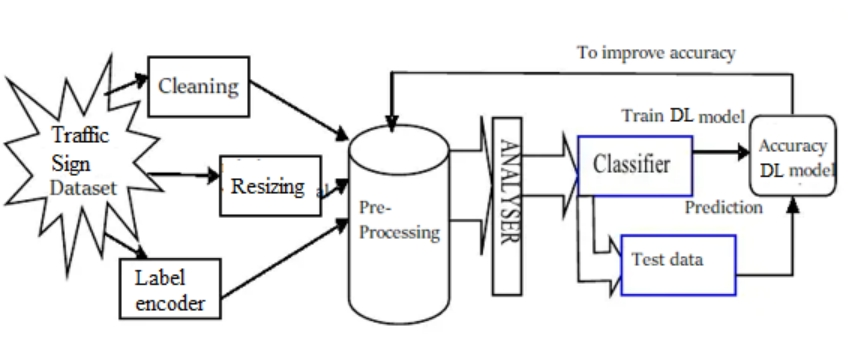 To improve accuracy
Cleaning
Traffic
Sign
Dataset
Resizing
Label
encoder
Pre-
Processing
ANALYSER
Classifier
Train DL model
Accuracy
DL model
Prediction
Test data